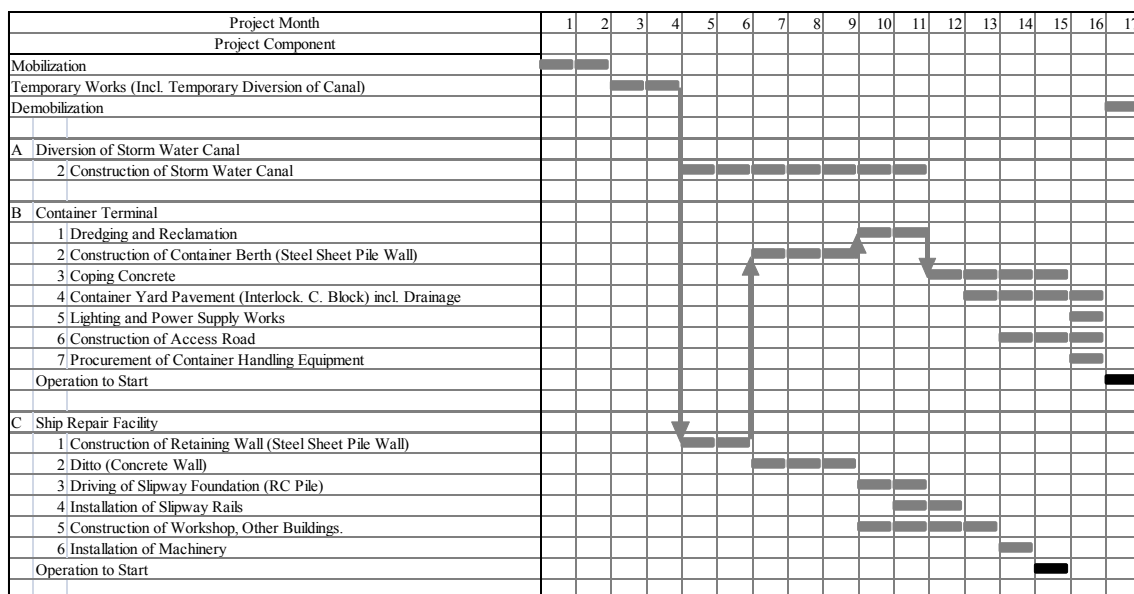 Project Month 1 2 3 4 5 6 7 8 9 10 11 12 13 14 15 16 17
Project Component
Mobilization
Temporary Works (Incl. Temporary Diversion of Canal)
Demobilization
A Diversion of Storm Water Canal
2 Construction of Storm Water Canal
B Container Terminal
1 Dredging and Reclamation
2 Construction of Container Berth (Steel Sheet Pile Wall)
3 Coping Concrete
4 Container Yard Pavement (Interlock. C. Block) incl. Drainage
5 Lighting and Power Supply Works
6 Construction of Access Road
7 Procurement of Container Handling Equipment
Operation to Start
C Ship Repair Facility
1 Construction of Retaining Wall (Steel Sheet Pile Wall)
2 Ditto (Concrete Wall)
3 Driving of Slipway Foundation (RC Pile)
4 Installation of Slipway Rails
5 Construction of Workshop, Other Buildings.
6 Installation of Machinery
Operation to Start